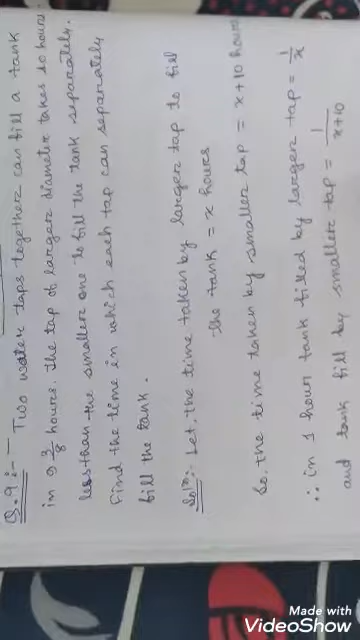 Q.9:- Two water taps together can fill a tank
in 9 3/8 hours. The tap of larger diameter takes 10 hours
less than the smaller one to fill the tank separately.
Find the time in which each tap can separately
fill the tank.
Solⁿ:- Let. the time taken by larger tap to fill
the tank = x hours
So. the time taken by smaller tap = x+10 hours
∴ in 1 hour tank filled by larger tap = 1/x
and tank fill by smaller tap = 1/x+10
Made with
VideoShow